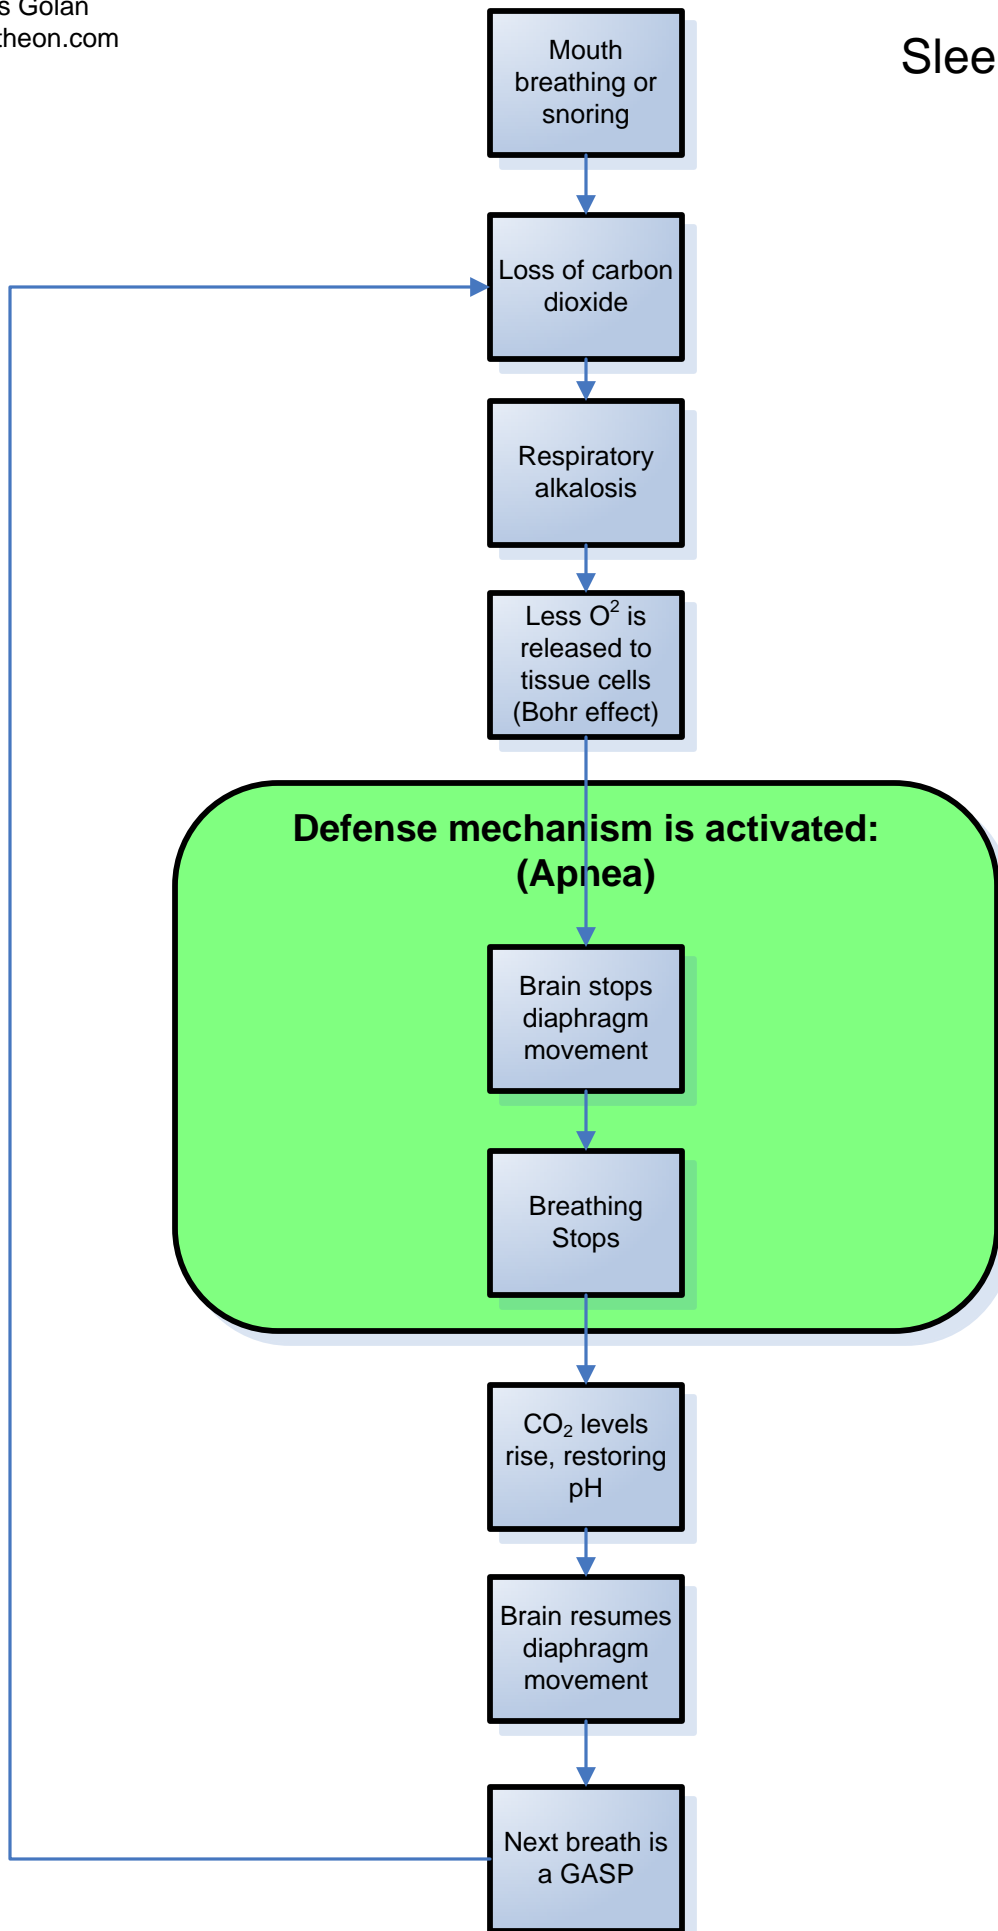 s Golan
theon.com
Slee
Mouth
breathing or
snoring
Loss of carbon
dioxide
Respiratory
alkalosis
Less O² is
released to
tissue cells
(Bohr effect)
Defense mechanism is activated:
(Apnea)
Brain stops
diaphragm
movement
Breathing
Stops
CO₂ levels
rise, restoring
pH
Brain resumes
diaphragm
movement
Next breath is
a GASP